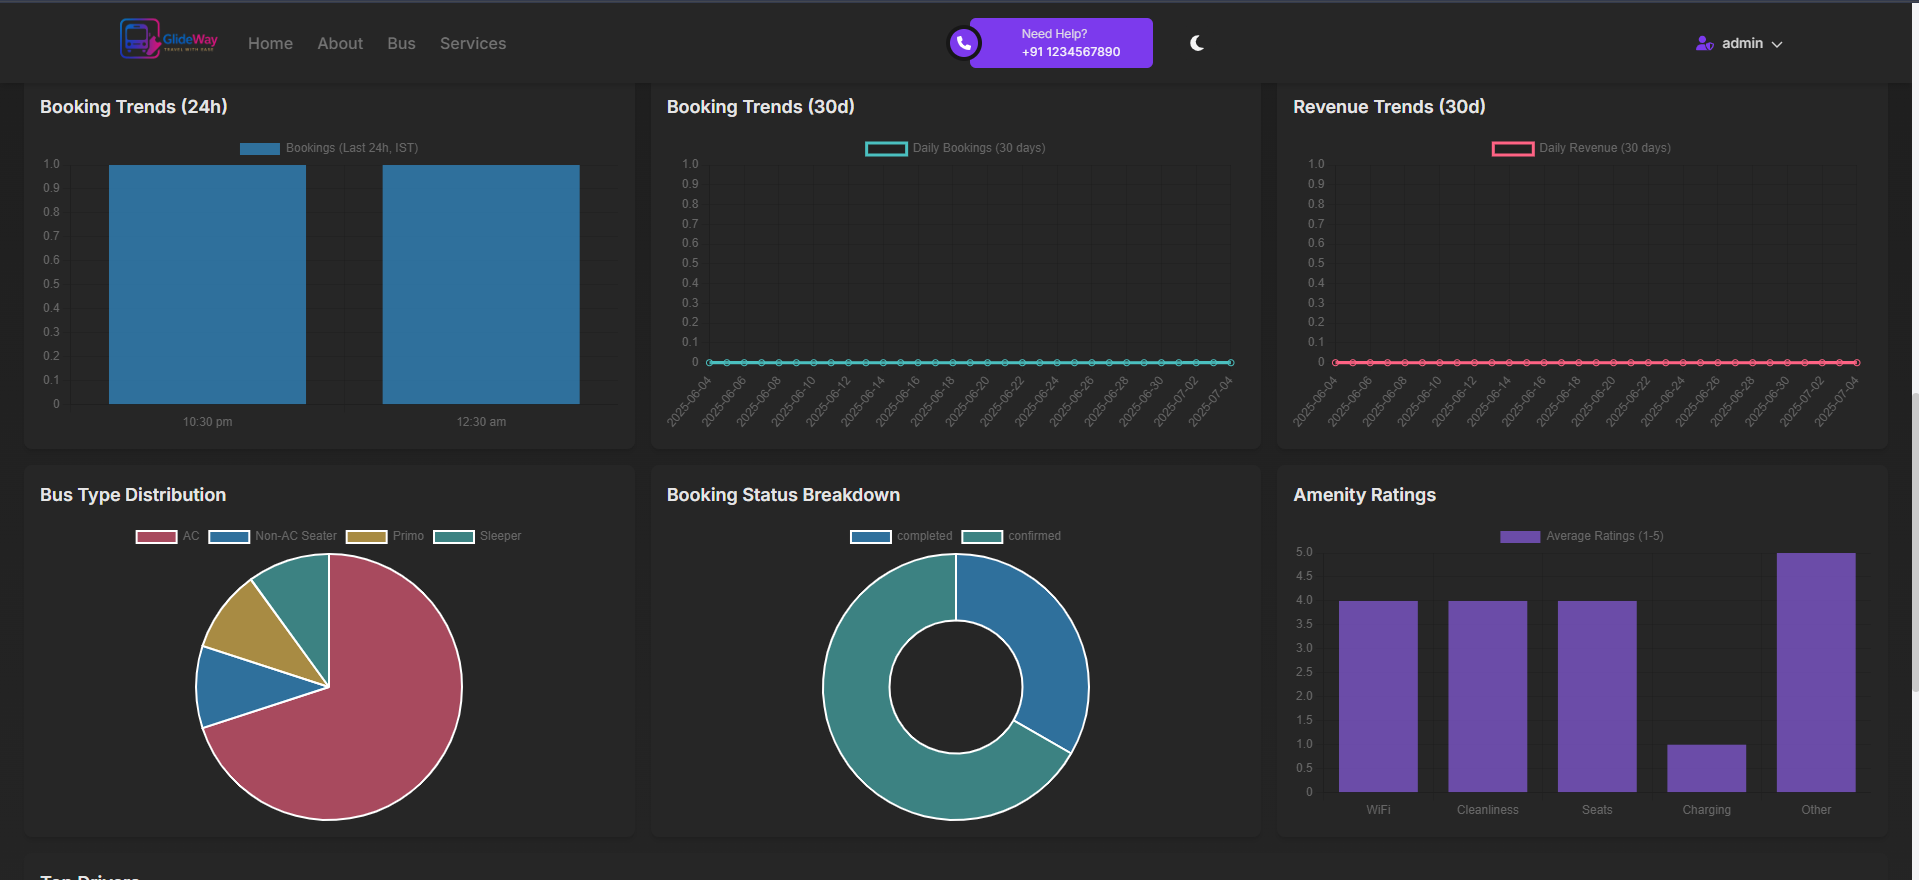 GlideWay
TRAVEL WITH EASE
Home
About
Bus
Services
Need Help?
+91 1234567890
admin
Booking Trends (24h)
Bookings (Last 24h, IST)
1.0
0.9
0.8
0.7
0.6
0.5
0.4
0.3
0.2
0.1
0
10:30 pm
12:30 am
Booking Trends (30d)
Daily Bookings (30 days)
1.0
0.9
0.8
0.7
0.6
0.5
0.4
0.3
0.2
0.1
0
2025-06-04
2025-06-06
2025-06-08
2025-06-10
2025-06-12
2025-06-14
2025-06-16
2025-06-18
2025-06-20
2025-06-22
2025-06-24
2025-06-26
2025-06-28
2025-06-30
2025-07-02
2025-07-04
Revenue Trends (30d)
Daily Revenue (30 days)
1.0
0.9
0.8
0.7
0.6
0.5
0.4
0.3
0.2
0.1
0
2025-06-04
2025-06-06
2025-06-08
2025-06-10
2025-06-12
2025-06-14
2025-06-16
2025-06-18
2025-06-20
2025-06-22
2025-06-24
2025-06-26
2025-06-28
2025-06-30
2025-07-02
2025-07-04
Bus Type Distribution
AC
Non-AC Seater
Primo
Sleeper
Booking Status Breakdown
completed
confirmed
Amenity Ratings
Average Ratings (1-5)
5.0
4.5
4.0
3.5
3.0
2.5
2.0
1.5
1.0
0.5
0
WiFi
Cleanliness
Seats
Charging
Other
Top Drivers